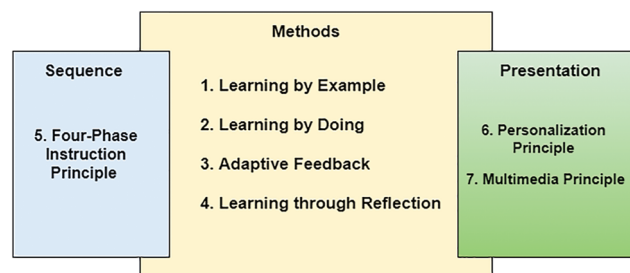 Methods
1. Learning by Example
2. Learning by Doing
3. Adaptive Feedback
4. Learning through Reflection
Sequence
5. Four-Phase
Instruction
Principle
Presentation
6. Personalization
Principle
7. Multimedia Principle